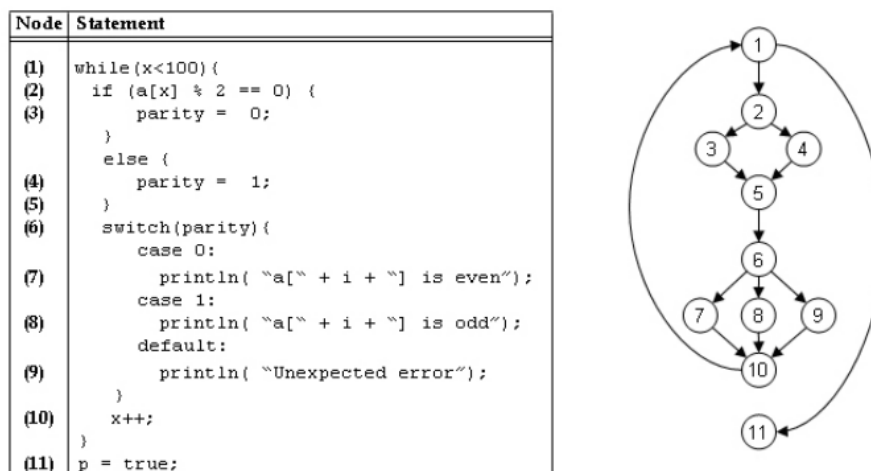 Node Statement
(1) while(x<100){
(2) if (a[x] % 2 == 0) {
(3) parity = 0;
}
else {
(4) parity = 1;
(5) }
(6) switch(parity){
case 0:
(7) println( "a[" + i + "] is even");
case 1:
(8) println( "a[" + i + "] is odd");
default:
(9) println( "Unexpected error");
}
(10) x++;
}
(11) p = true;
1
2
3 4
5
6
7 8 9
10
11